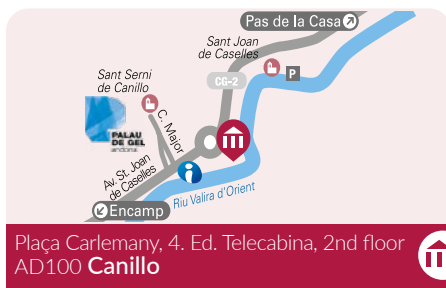 Pas de la Casa
Sant Joan
de Caselles
CG-2
P
Sant Serni
de Canillo
C. Major
PALAU
DE GEL
andorra
Av. St. Joan
de Caselles
i
Riu Valira d'Orient
Encamp
Plaça Carlemany, 4. Ed. Telecabina, 2nd floor
AD100 Canillo